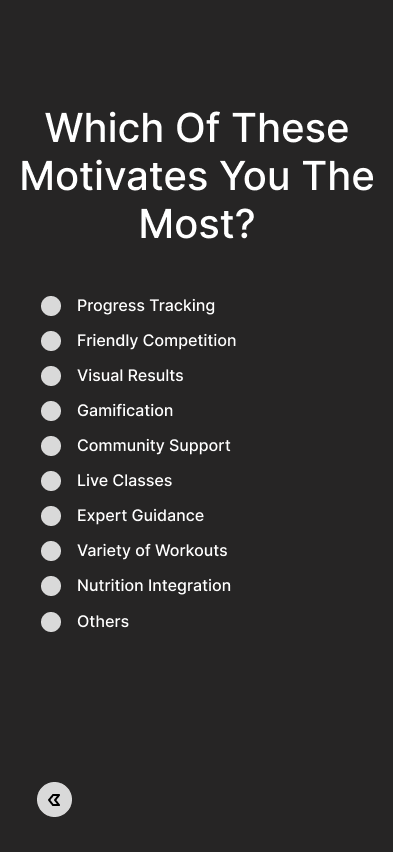 Which Of These
Motivates You The
Most?
Progress Tracking
Friendly Competition
Visual Results
Gamification
Community Support
Live Classes
Expert Guidance
Variety of Workouts
Nutrition Integration
Others